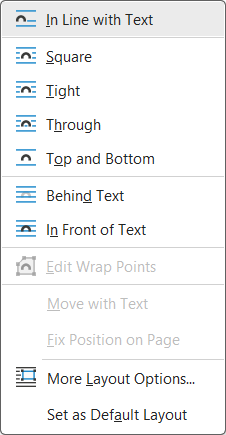 In Line with Text
Square
Tight
Through
Top and Bottom
Behind Text
In Front of Text
Edit Wrap Points
Move with Text
Fix Position on Page
More Layout Options...
Set as Default Layout